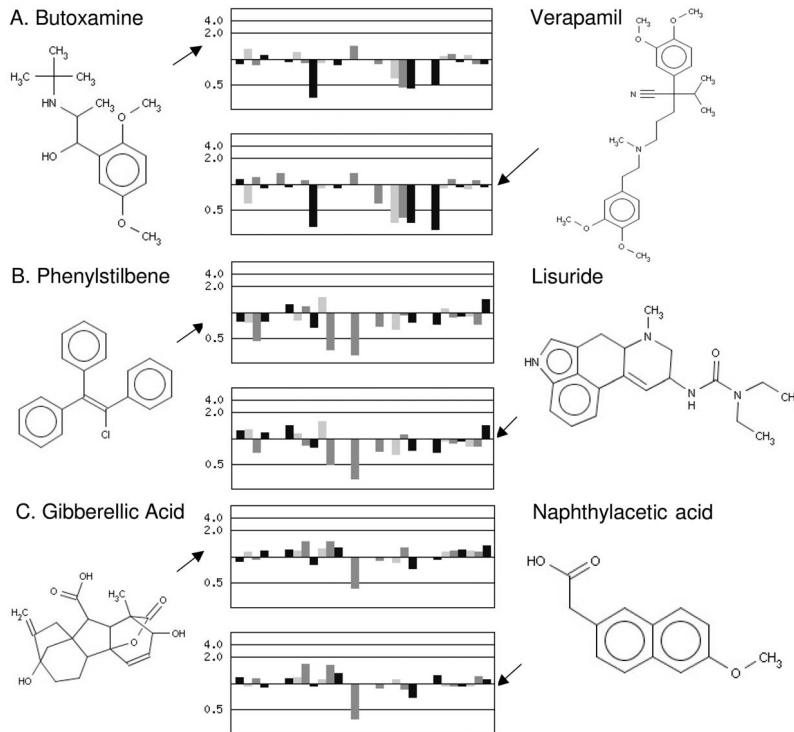 A. Butoxamine
CH₃
H₃C
CH₃
HN
CH₃
O
CH₃
HO
O
CH₃
4.0
2.0
0.5
4.0
2.0
0.5
Verapamil
CH₃
O
O
H₃C
N
CH₃
CH₃
H₃C
N
H₃C
O
O
CH₃
B. Phenylstilbene
Cl
4.0
2.0
0.5
4.0
2.0
0.5
Lisuride
CH₃
N
HN
O
N
H
N
CH
CH₃
C. Gibberellic Acid
OH
O
H₃C
O
H₂C
OH
O
HO
4.0
2.0
0.5
4.0
2.0
0.5
Naphthylacetic acid
HO
O
O
CH₃